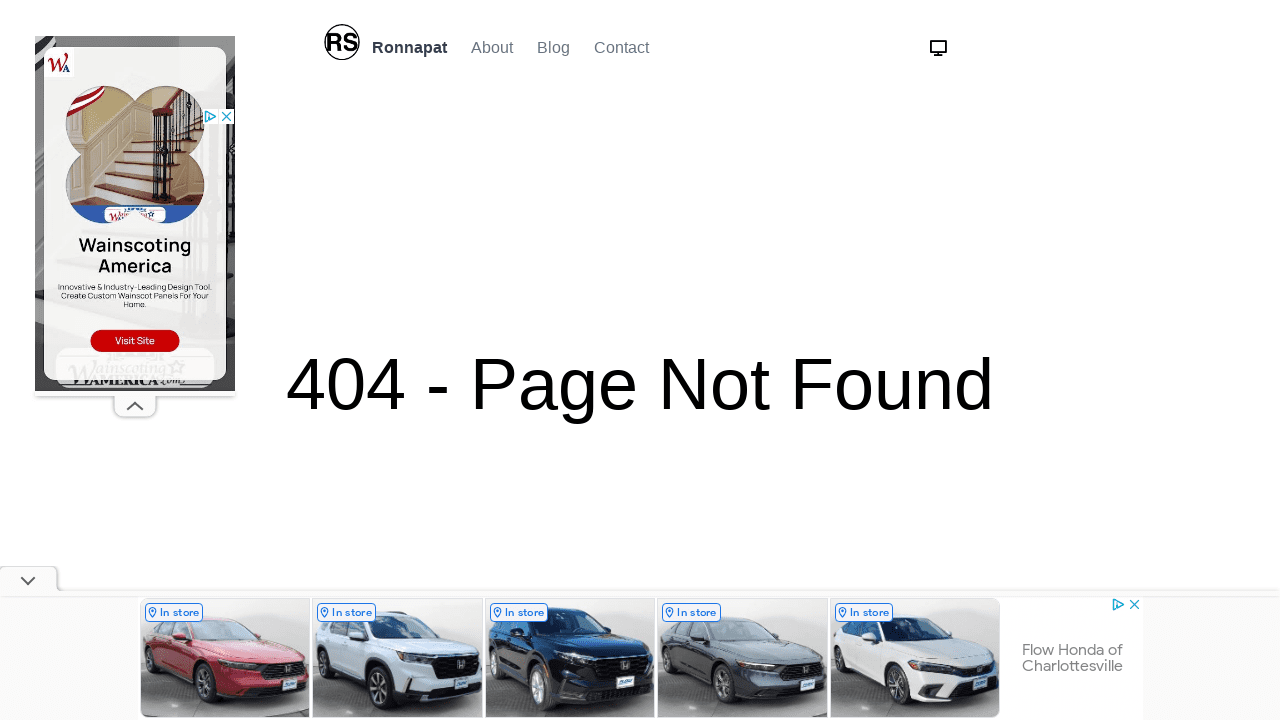 RS
Ronnapat
About
Blog
Contact
WA
Wainscoting
America
Innovative & Industry-Leading Design Tool.
Create Custom Wainscot Panels For Your
Home.
Visit Site
404 - Page Not Found
In store
In store
In store
In store
In store
Flow Honda of
Charlottesville